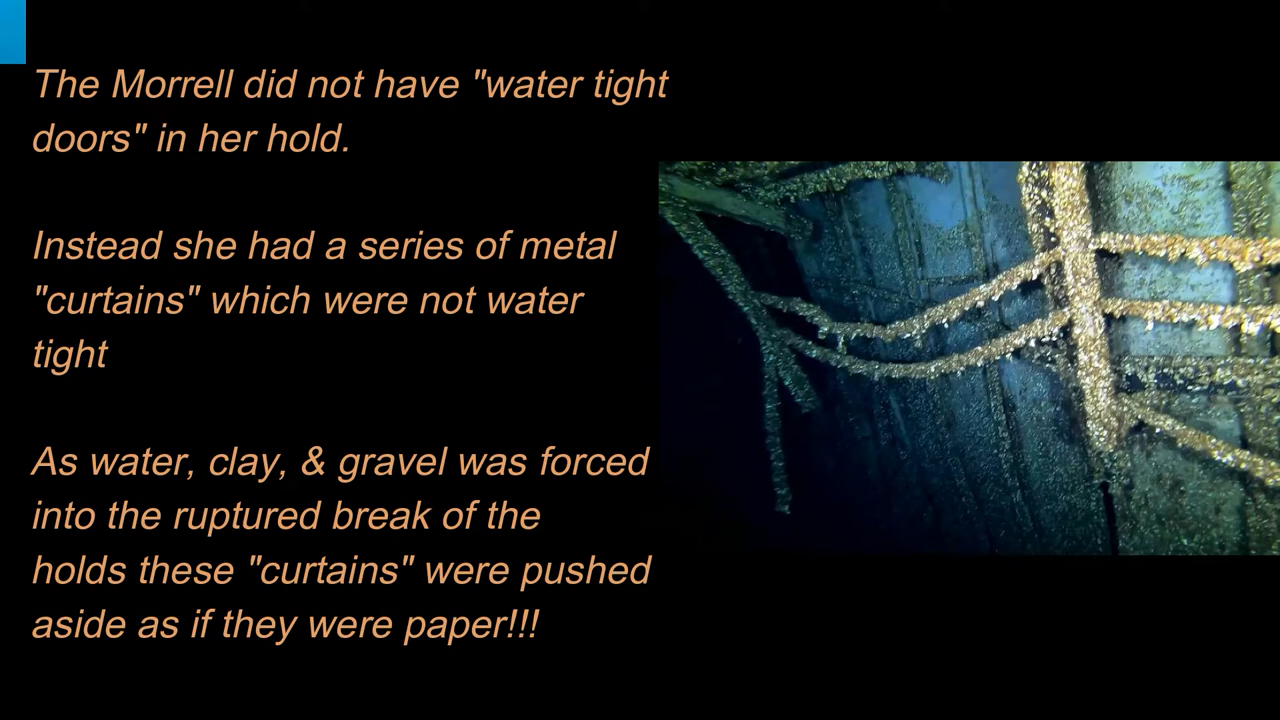 The Morrell did not have "water tight
doors" in her hold.
Instead she had a series of metal
"curtains" which were not water
tight
As water, clay, & gravel was forced
into the ruptured break of the
holds these "curtains" were pushed
aside as if they were paper!!!